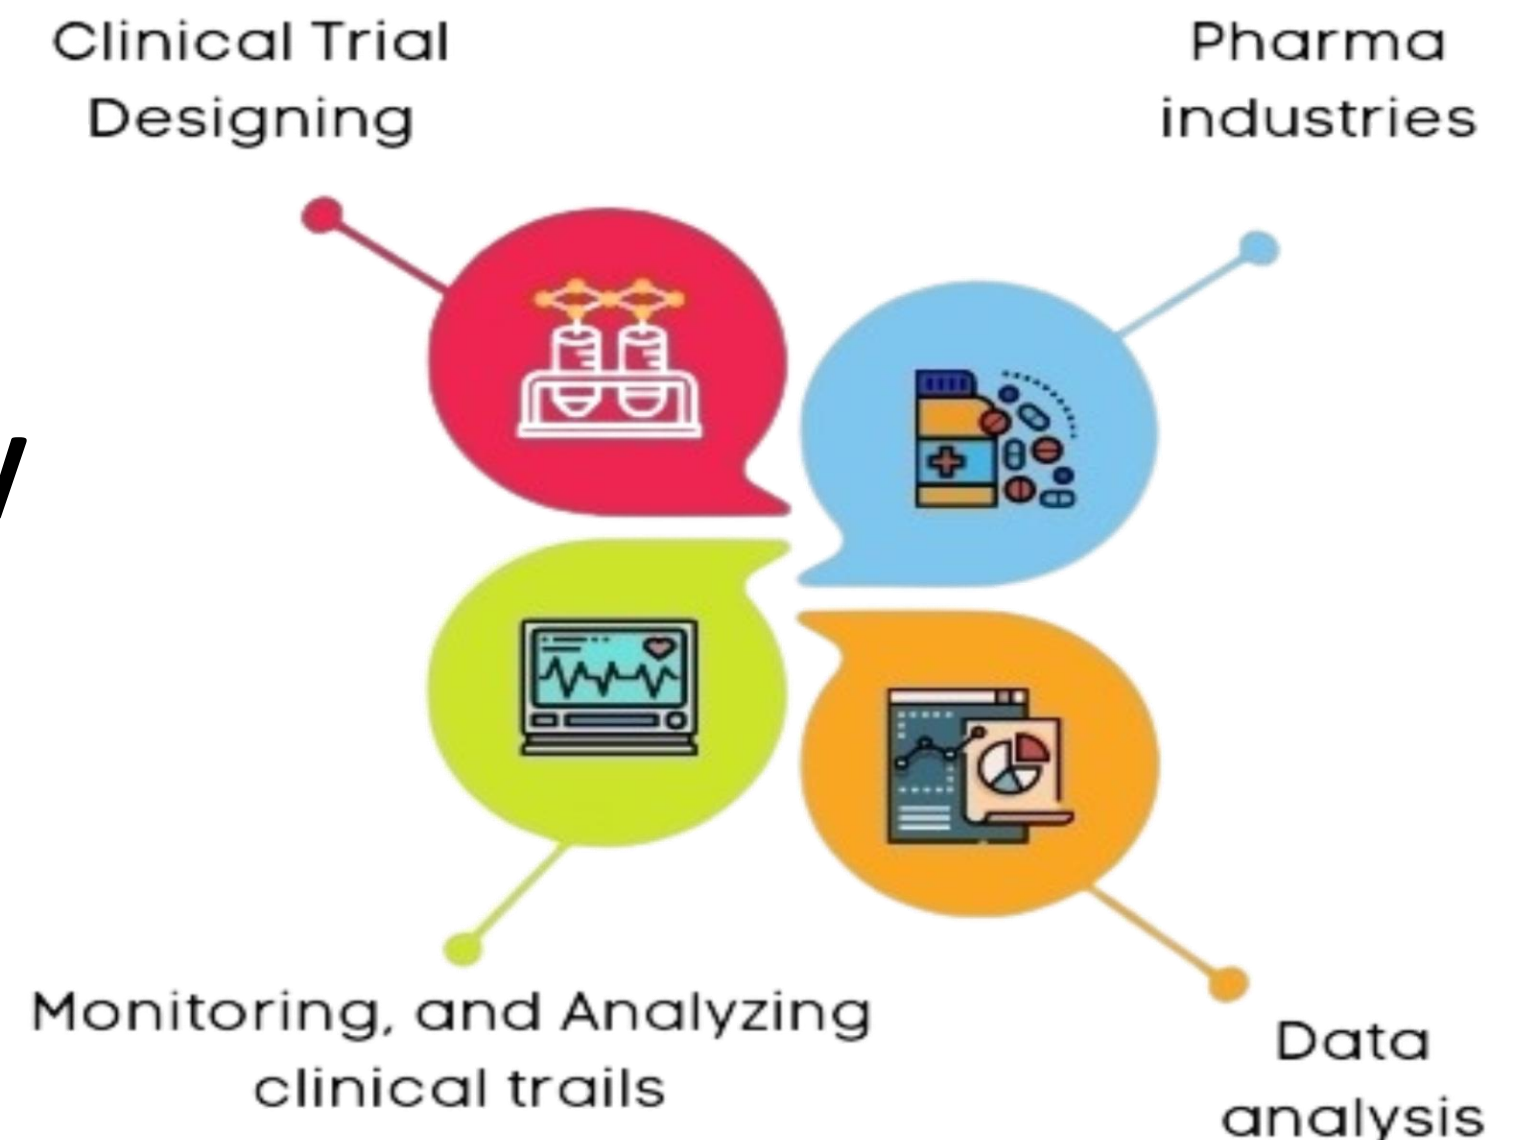 Clinical Trial
Designing
Pharma
industries
Monitoring, and Analyzing
clinical trails
Data
analysis